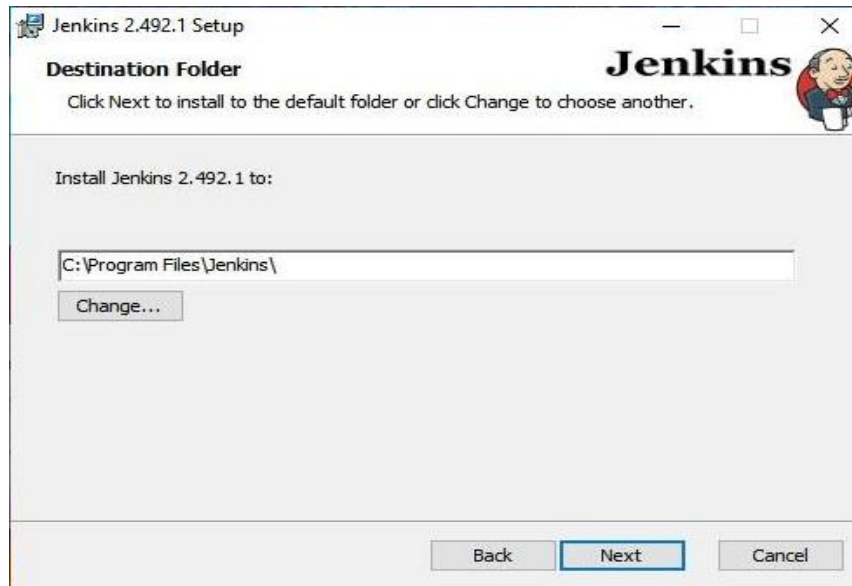 Jenkins 2.492.1 Setup
Destination Folder
Jenkins
Click Next to install to the default folder or click Change to choose another.
Install Jenkins 2.492.1 to:
C:\Program Files\Jenkins\
Change...
Back Next Cancel